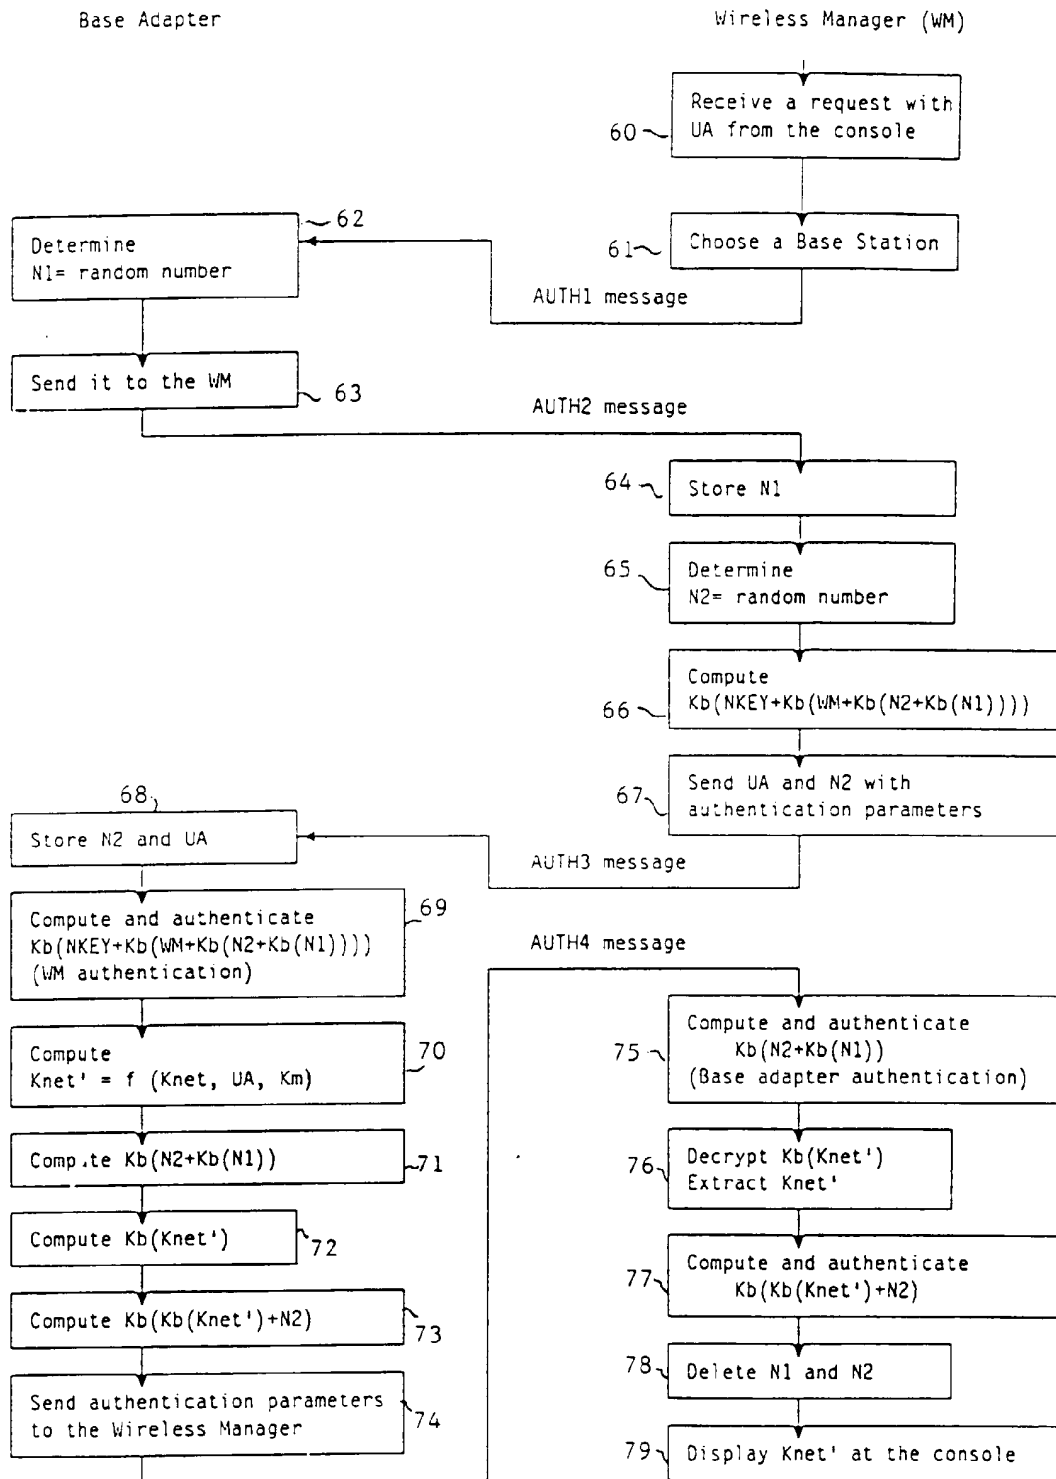 Base Adapter
Wireless Manager (WM)
Receive a request with
UA from the console
60
Choose a Base Station
61
AUTH1 message
62
Determine
N1= random number
Send it to the WM
63
AUTH2 message
64
Store N1
65
Determine
N2= random number
Compute
Kb(NKEY+Kb(WM+Kb(N2+Kb(N1))))
66
Send UA and N2 with
authentication parameters
67
AUTH3 message
68
Store N2 and UA
Compute and authenticate
Kb(NKEY+Kb(WM+Kb(N2+Kb(N1))))
(WM authentication)
69
Compute
Knet' = f (Knet, UA, Km)
70
Compute Kb(N2+Kb(N1))
71
Compute Kb(Knet')
72
Compute Kb(Kb(Knet')+N2)
73
Send authentication parameters
to the Wireless Manager
74
AUTH4 message
Compute and authenticate
Kb(N2+Kb(N1))
(Base adapter authentication)
75
76
Decrypt Kb(Knet')
Extract Knet'
Compute and authenticate
Kb(Kb(Knet')+N2)
77
78
Delete N1 and N2
79
Display Knet' at the console